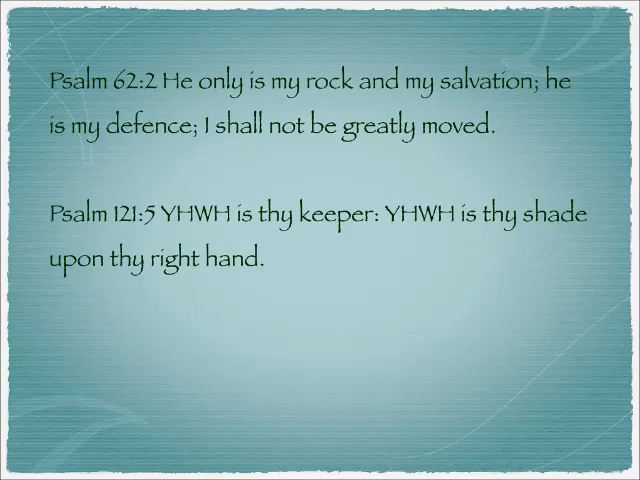 Psalm 62:2 He only is my rock and my salvation; he
is my defence; I shall not be greatly moved.
Psalm 121:5 YHWH is thy keeper: YHWH is thy shade
upon thy right hand.